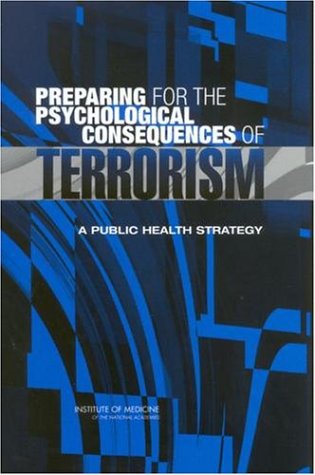 PREPARING FOR THE
PSYCHOLOGICAL
CONSEQUENCES OF
TERRORISM
A PUBLIC HEALTH STRATEGY
INSTITUTE OF MEDICINE
OF THE NATIONAL ACADEMIES